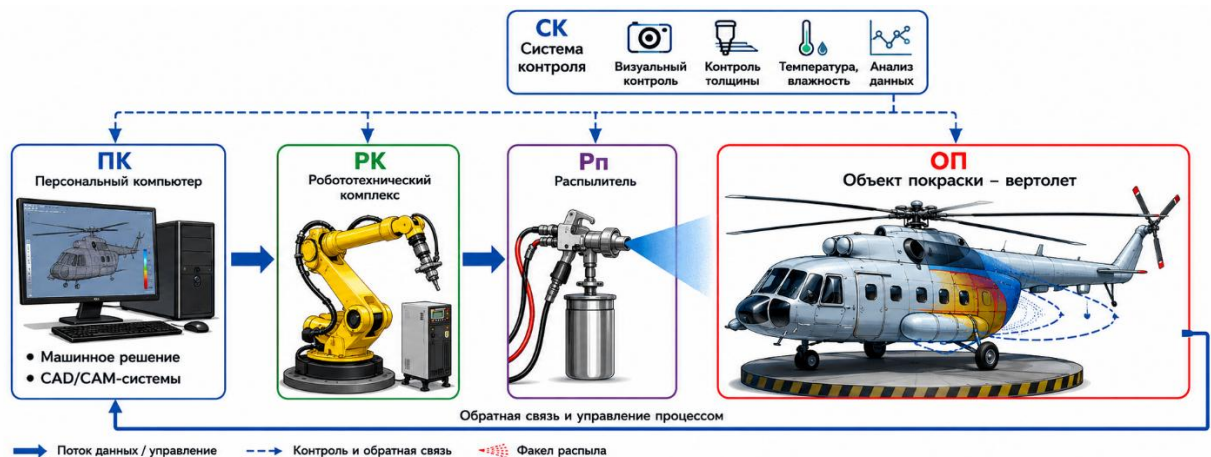 СК
Система
контроля
Визуальный
контроль
Контроль
толщины
Температура,
влажность
Анализ
данных
ПК
Персональный компьютер
• Машинное решение
• CAD/CAM-системы
РК
Робототехнический
комплекс
Рп
Распылитель
ОП
Объект покраски – вертолет
Обратная связь и управление процессом
Поток данных / управление
Контроль и обратная связь
Факел распыла